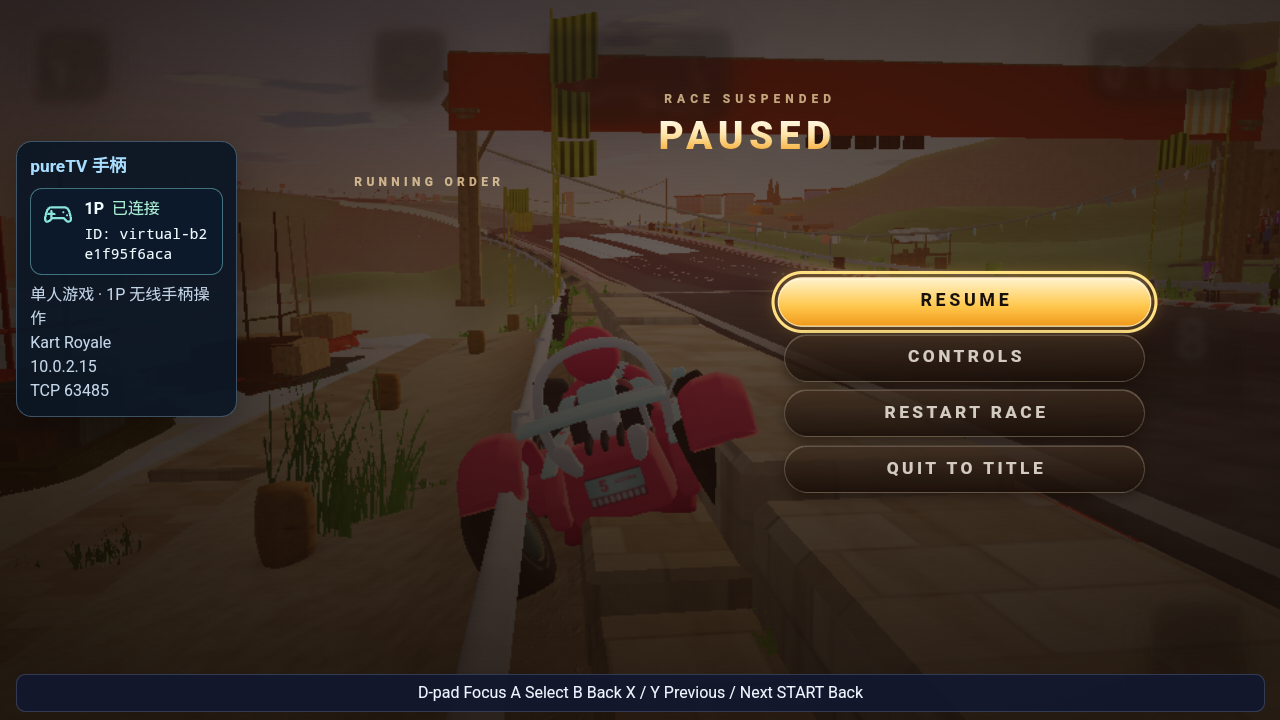 RACE SUSPENDED
PAUSED
RUNNING ORDER
pureTV 手柄
1P 已连接
ID: virtual-b2
e1f95f6aca
单人游戏 · 1P 无线手柄操
作
Kart Royale
10.0.2.15
TCP 63485
RESUME
CONTROLS
RESTART RACE
QUIT TO TITLE
5
D-pad Focus A Select B Back X / Y Previous / Next START Back